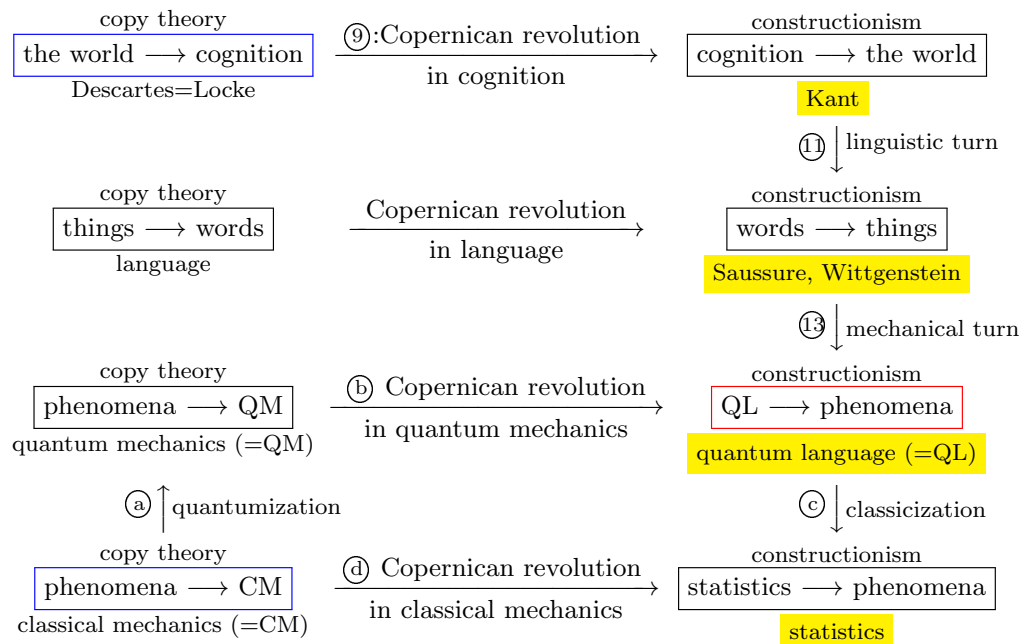 copy theory
the world → cognition
Descartes=Locke
⑨:Copernican revolution
in cognition
constructionism
cognition → the world
Kant
⑪ linguistic turn
copy theory
things → words
language
Copernican revolution
in language
constructionism
words → things
Saussure, Wittgenstein
⑬ mechanical turn
copy theory
phenomena → QM
quantum mechanics (=QM)
ⓑ Copernican revolution
in quantum mechanics
constructionism
QL → phenomena
quantum language (=QL)
ⓐ quantumization
ⓒ classicization
copy theory
phenomena → CM
classical mechanics (=CM)
ⓓ Copernican revolution
in classical mechanics
constructionism
statistics → phenomena
statistics